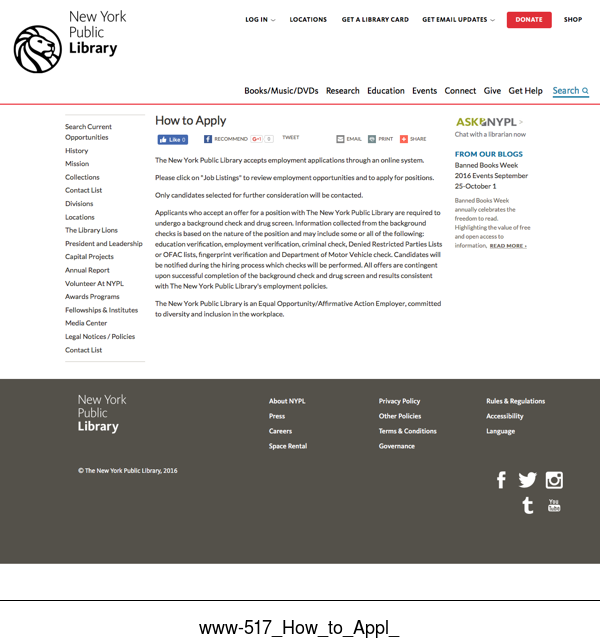 New York
Public
Library
LOG IN
LOCATIONS
GET A LIBRARY CARD
GET EMAIL UPDATES
DONATE
SHOP
Books/Music/DVDs
Research
Education
Events
Connect
Give
Get Help
Search
Search Current
Opportunities
History
Mission
Collections
Contact List
Divisions
Locations
The Library Lions
President and Leadership
Capital Projects
Annual Report
Volunteer At NYPL
Awards Programs
Fellowships & Institutes
Media Center
Legal Notices / Policies
Contact List
How to Apply
Like 0
RECOMMEND
G+1 0
TWEET
EMAIL
PRINT
SHARE
The New York Public Library accepts employment applications through an online system.
Please click on "Job Listings" to review employment opportunities and to apply for positions.
Only candidates selected for further consideration will be contacted.
Applicants who accept an offer for a position with The New York Public Library are required to
undergo a background check and drug screen. Information collected from the background
checks is based on the nature of the position and may include some or all of the following:
education verification, employment verification, criminal check, Denied Restricted Parties Lists
or OFAC lists, fingerprint verification and Department of Motor Vehicle check. Candidates will
be notified during the hiring process which checks will be performed. All offers are contingent
upon successful completion of the background check and drug screen and results consistent
with The New York Public Library's employment policies.
The New York Public Library is an Equal Opportunity/Affirmative Action Employer, committed
to diversity and inclusion in the workplace.
ASK NYPL >
Chat with a librarian now
FROM OUR BLOGS
Banned Books Week
2016 Events September
25-October 1
Banned Books Week
annually celebrates the
freedom to read.
Highlighting the value of free
and open access to
information. READ MORE ›
New York
Public
Library
About NYPL
Press
Careers
Space Rental
Privacy Policy
Other Policies
Terms & Conditions
Governance
Rules & Regulations
Accessibility
Language
© The New York Public Library, 2016
You
Tube
www-517_How_to_Appl_